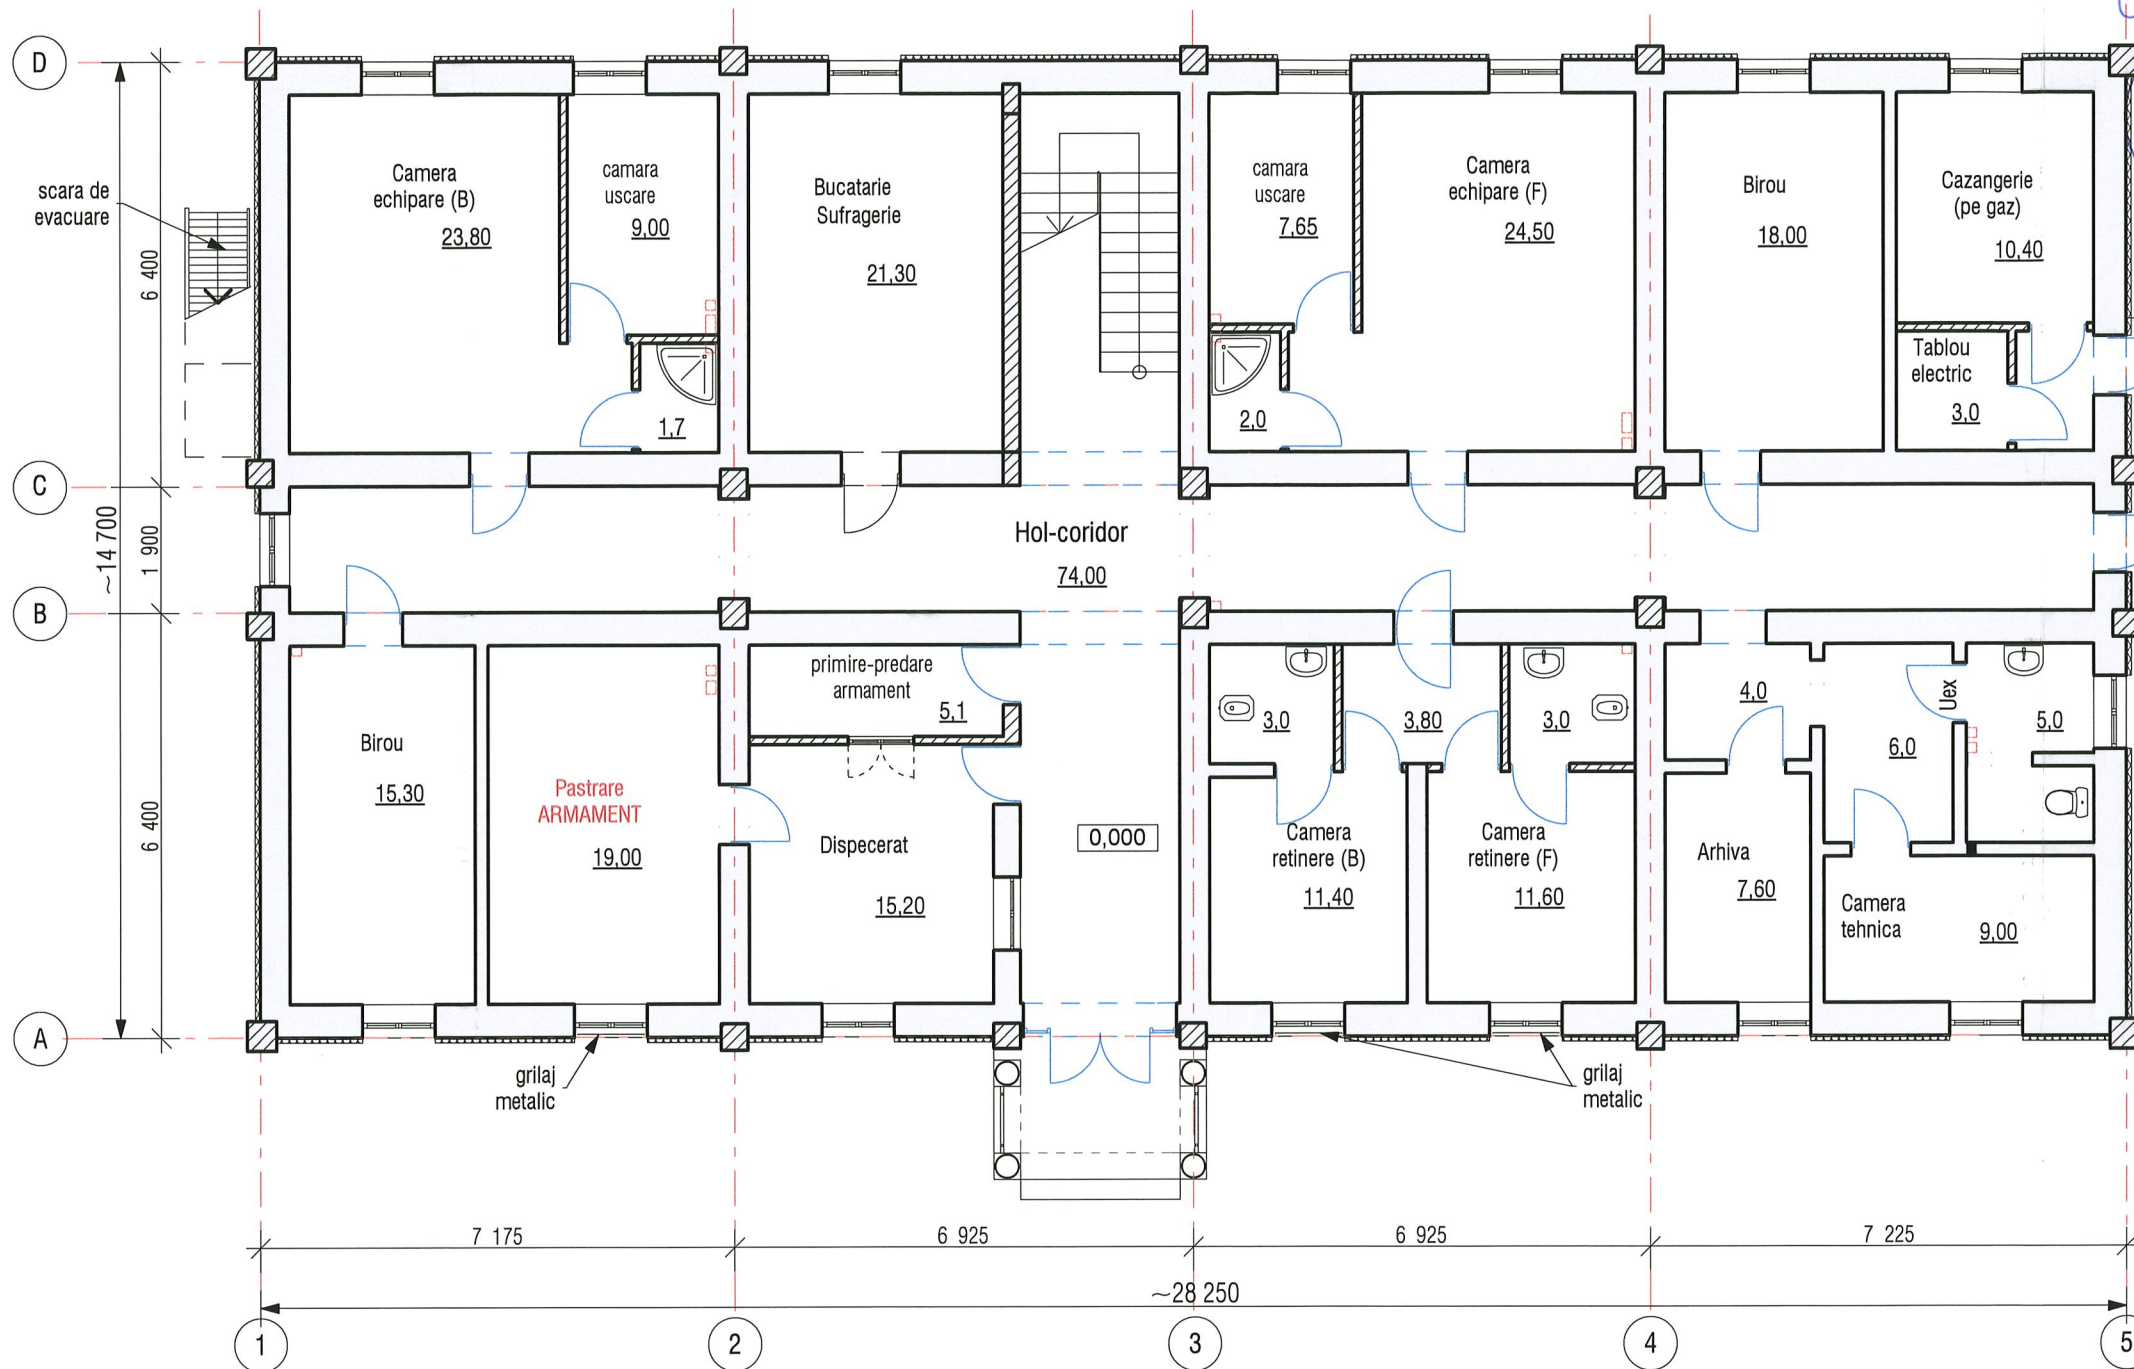 D
C
B
A
scara de
evacuare
6 400
1 900
~14 700
6 400
Camera
echipare (B)
23,80
camara
uscare
9,00
1,7
Bucatarie
Sufragerie
21,30
camara
uscare
7,65
2,0
Camera
echipare (F)
24,50
Birou
18,00
Cazangerie
(pe gaz)
10,40
Tablou
electric
3,0
Hol-coridor
74,00
Birou
15,30
Pastrare
ARMAMENT
19,00
primire-predare
armament
5,1
Dispecerat
15,20
0,000
3,0
3,80
3,0
Camera
retinere (B)
11,40
Camera
retinere (F)
11,60
4,0
Uex
6,0
5,0
Arhiva
7,60
Camera
tehnica
9,00
grilaj
metalic
grilaj
metalic
7 175
6 925
6 925
7 225
~28 250
1
2
3
4
5